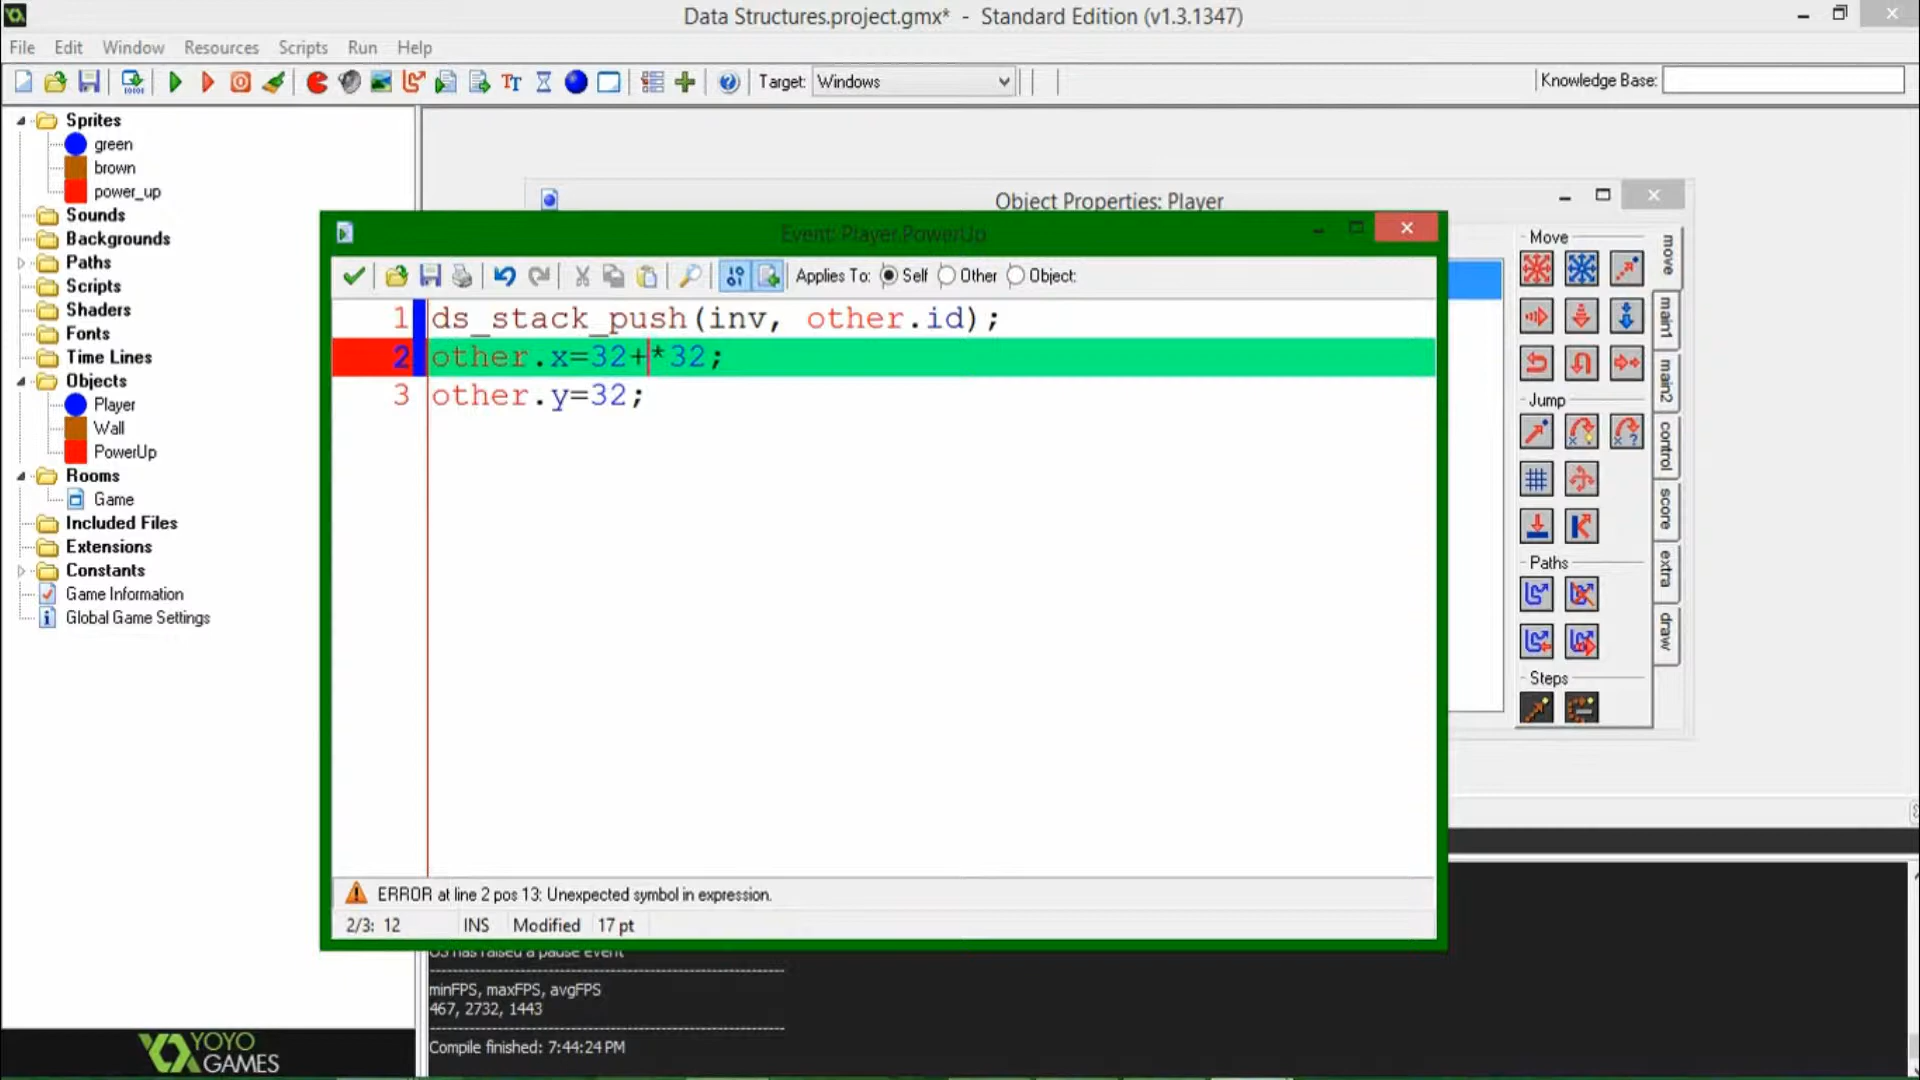 Data Structures.project.gmx* - Standard Edition (v1.3.1347)
File Edit Window Resources Scripts Run Help
Target: Windows
Knowledge Base:
Sprites
green
brown
power_up
Sounds
Backgrounds
Paths
Scripts
Shaders
Fonts
Time Lines
Objects
Player
Wall
PowerUp
Rooms
Game
Included Files
Extensions
Constants
Game Information
Global Game Settings
YOYO
GAMES
Object Properties: Player
Event: Player.PowerUp
Applies To: Self Other Object:
1 ds_stack_push(inv, other.id);
2 other.x=32+*32;
3 other.y=32;
ERROR at line 2 pos 13: Unexpected symbol in expression.
2/3: 12 INS Modified 17 pt
Move
Jump
Paths
Steps
move
main1
main2
control
score
extra
draw
OS has raised a pause event
minFPS, maxFPS, avgFPS
467, 2732, 1443
Compile finished: 7:44:24 PM